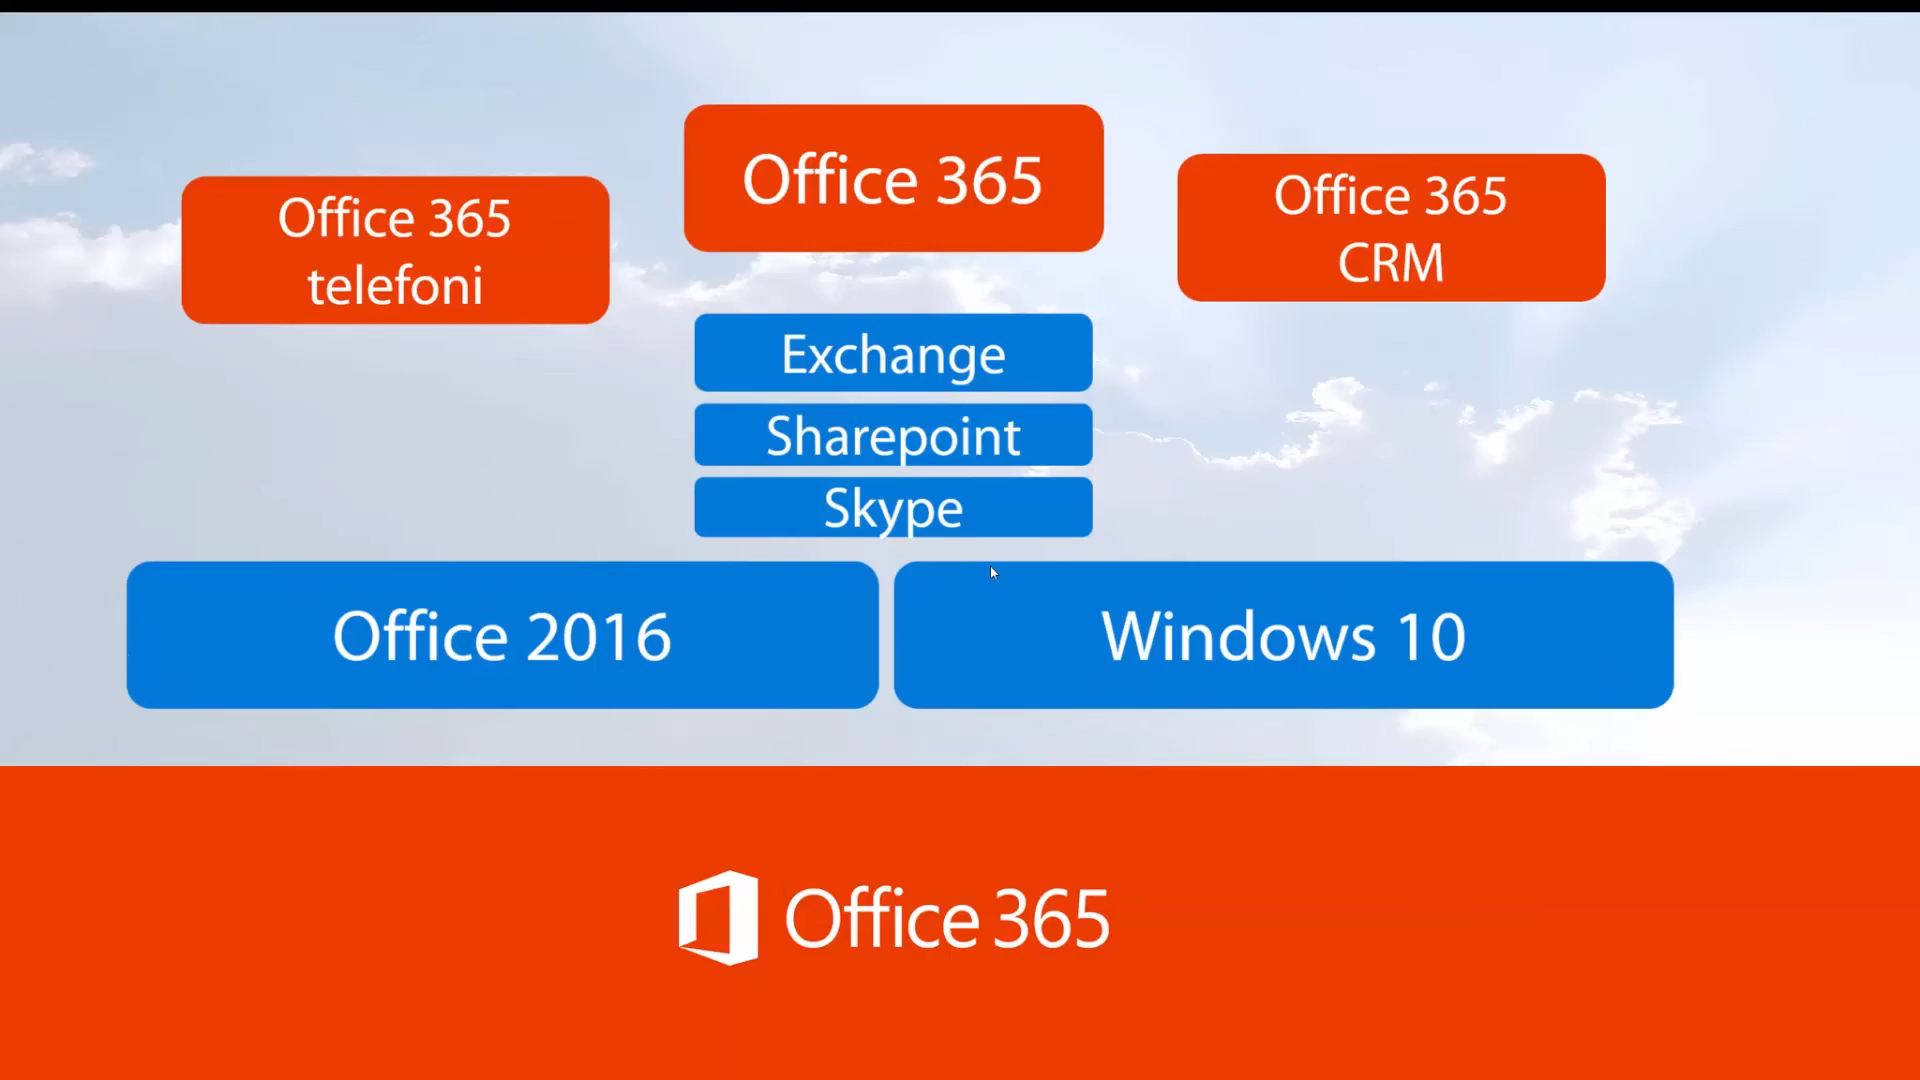 Office 365
Office 365
telefoni
Office 365
CRM
Exchange
Sharepoint
Skype
Office 2016
Windows 10
Office 365